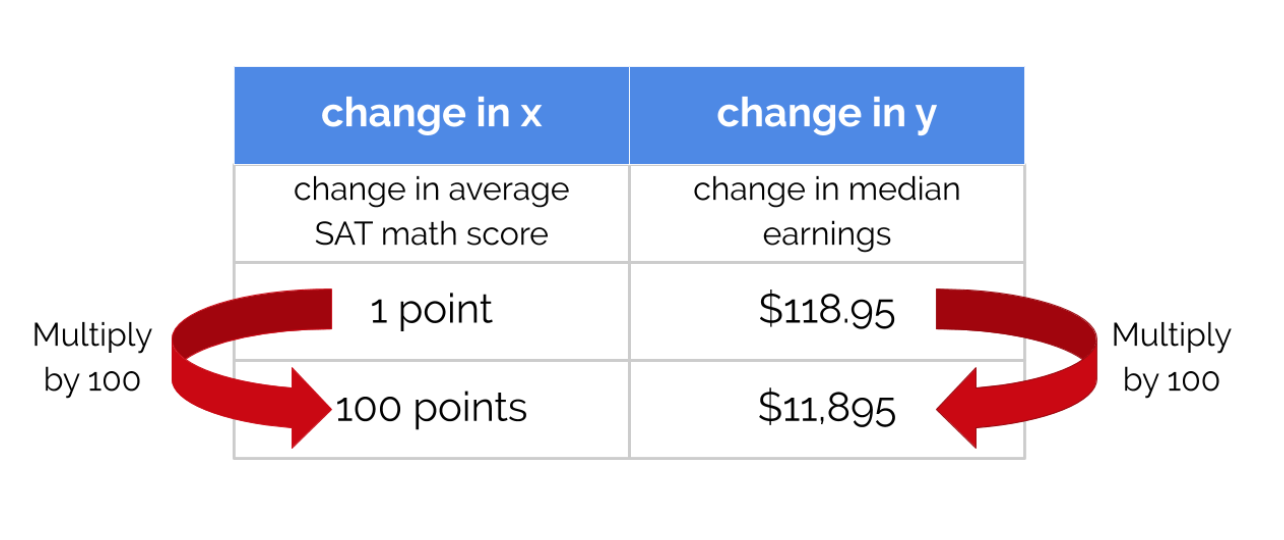 change in x
change in y
change in average
SAT math score
change in median
earnings
Multiply
by 100
1 point
$118.95
Multiply
by 100
100 points
$11,895